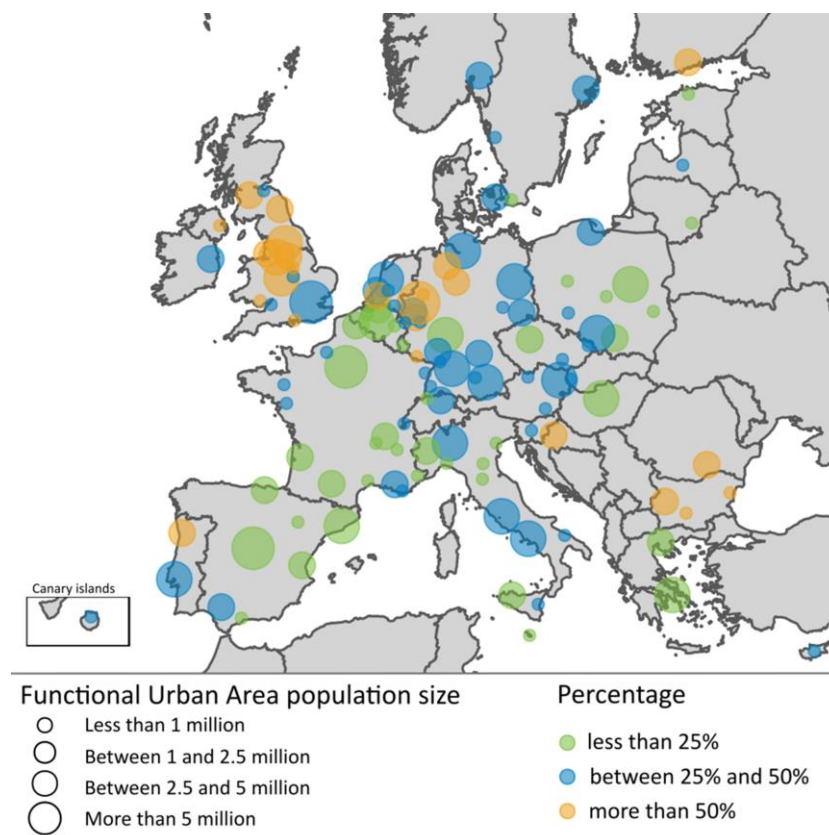 Canary islands
Functional Urban Area population size
Less than 1 million
Between 1 and 2.5 million
Between 2.5 and 5 million
More than 5 million
Percentage
less than 25%
between 25% and 50%
more than 50%